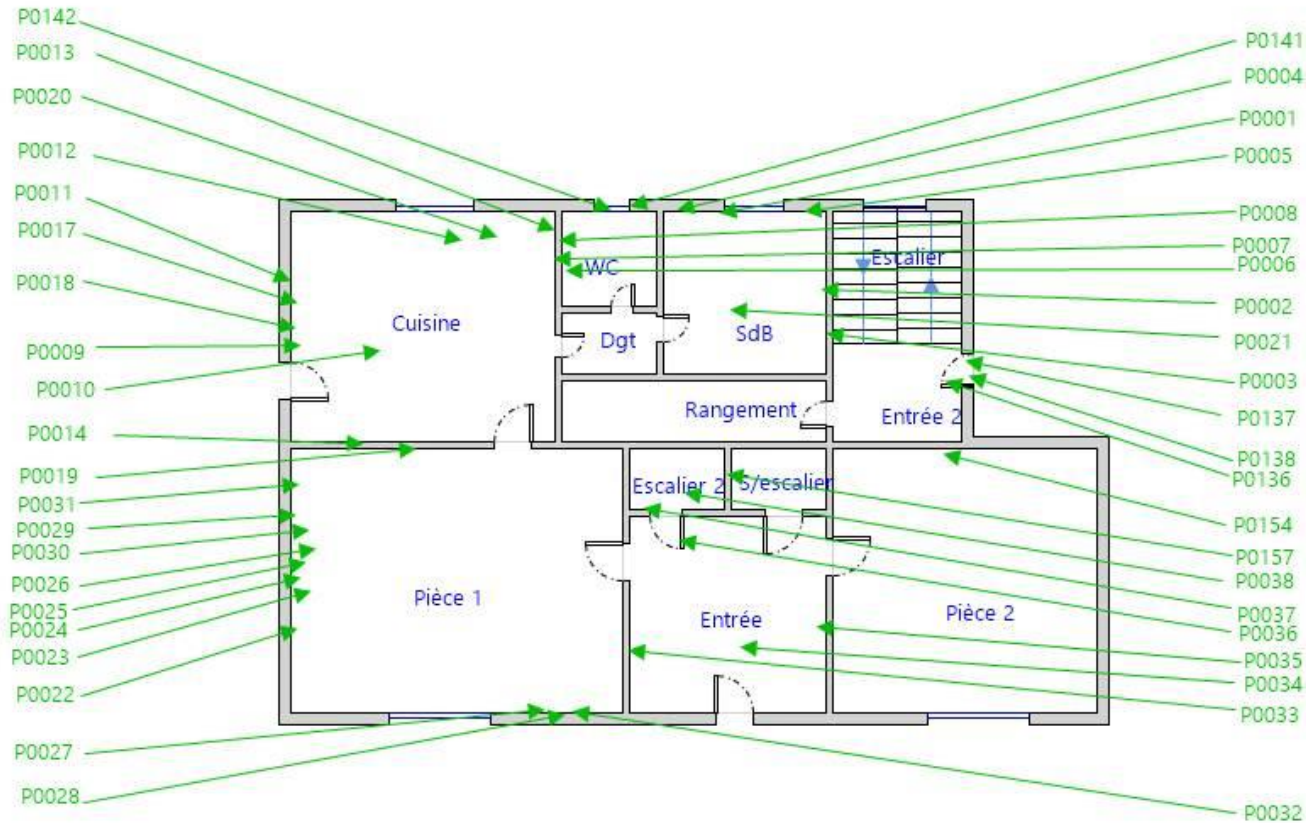 P0142
P0013
P0020
P0012
P0011
P0017
P0018
P0009
P0010
P0014
P0019
P0031
P0029
P0030
P0026
P0025
P0024
P0023
P0022
P0027
P0028
WC
Escalier
Cuisine
Dgt
SdB
Rangement
Entrée 2
Escalier 2
S/escalier
Pièce 1
Entrée
Pièce 2
P0141
P0004
P0001
P0005
P0008
P0007
P0006
P0002
P0021
P0003
P0137
P0138
P0136
P0154
P0157
P0038
P0037
P0036
P0035
P0034
P0033
P0032